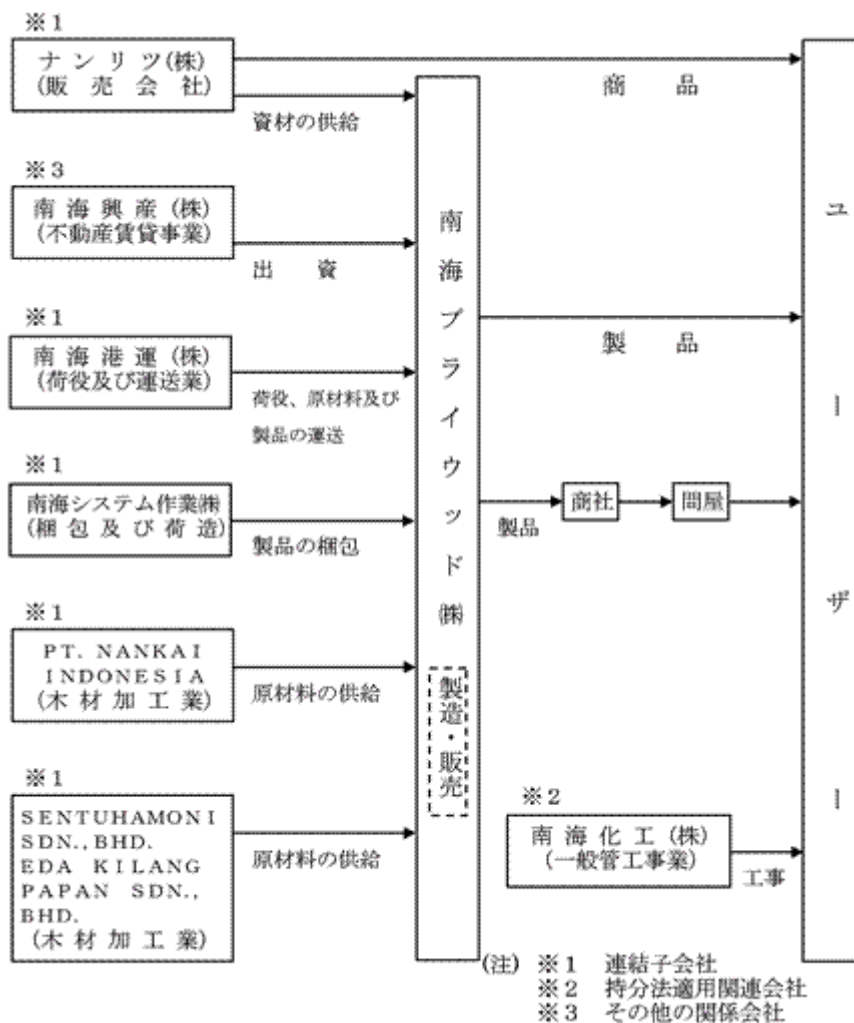 ※1
ナンリツ(株)
(販売会社)
商品
資材の供給
※3
南海興産(株)
(不動産賃貸事業)
出資
※1
南海港運(株)
(荷役及び運送業)
荷役、原材料及び
製品の運送
※1
南海システム作業㈱
(梱包及び荷造)
製品の梱包
※1
PT. NANKAI
INDONESIA
(木材加工業)
原材料の供給
※1
SENTUHAMONI
SDN., BHD.
EDA KILANG
PAPAN SDN.,
BHD.
(木材加工業)
原材料の供給
南海プライウッド㈱
製造・販売
製品
製品
商社
問屋
※2
南海化工(株)
(一般管工事業)
工事
ユーザー
(注) ※1 連結子会社
※2 持分法適用関連会社
※3 その他の関係会社